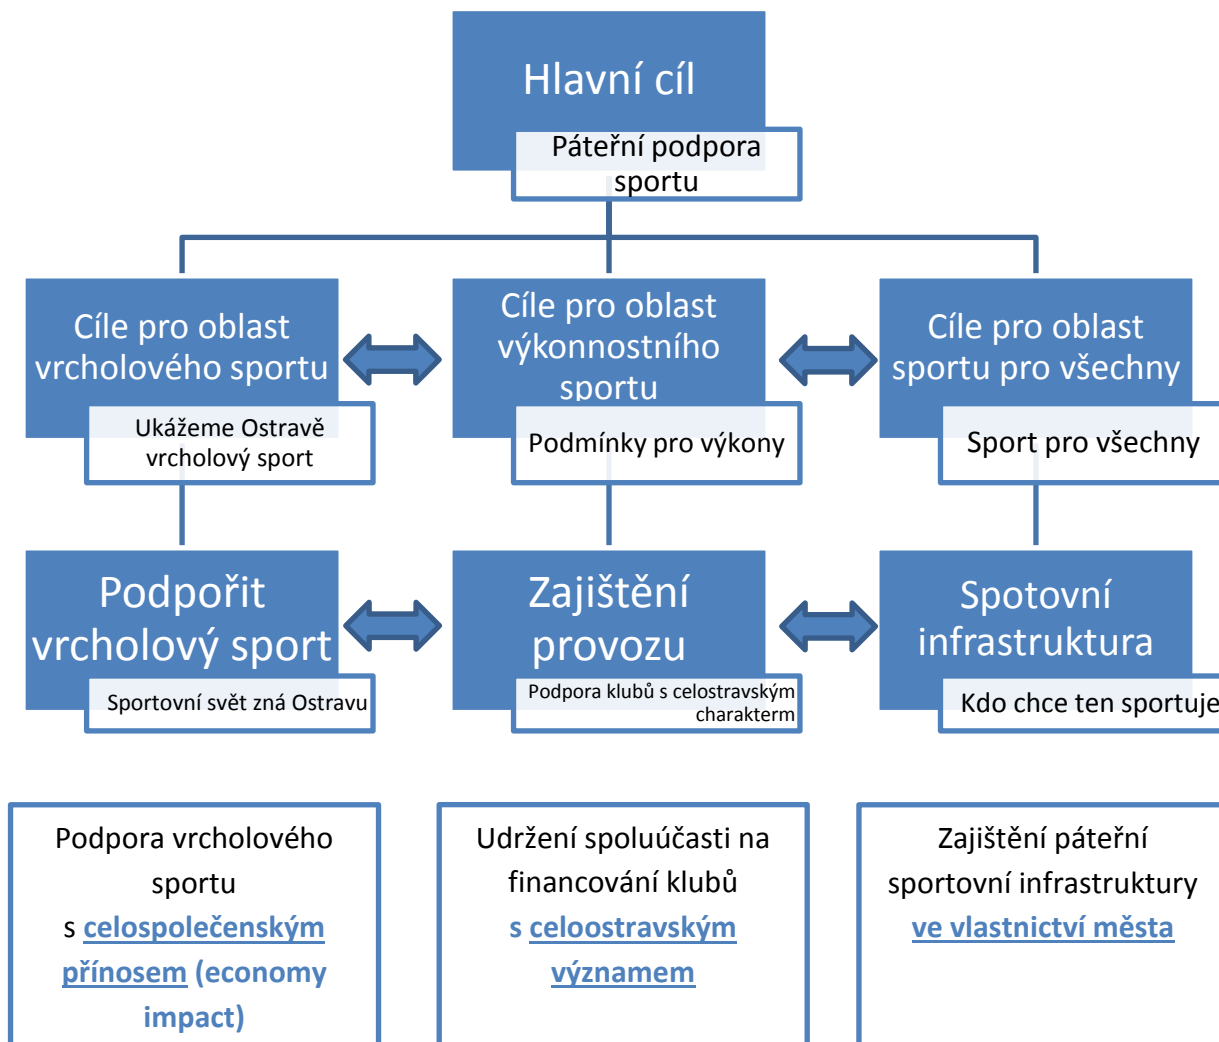 Hlavní cíl
Páteřní podpora
sportu
Cíle pro oblast
vrcholového sportu
Ukážeme Ostravě
vrcholový sport
Cíle pro oblast
výkonnostního
sportu
Podmínky pro výkony
Cíle pro oblast
sportu pro všechny
Sport pro všechny
Podpořit
vrcholový sport
Sportovní svět zná Ostravu
Zajištění
provozu
Podpora klubů s celostravským
charakterm
Spotovní
infrastruktura
Kdo chce ten sportuje
Podpora vrcholového
sportu
s celospolečenským
přínosem (economy
impact)
Udržení spoluúčasti na
financování klubů
s celoostravským
významem
Zajištění páteřní
sportovní infrastruktury
ve vlastnictví města